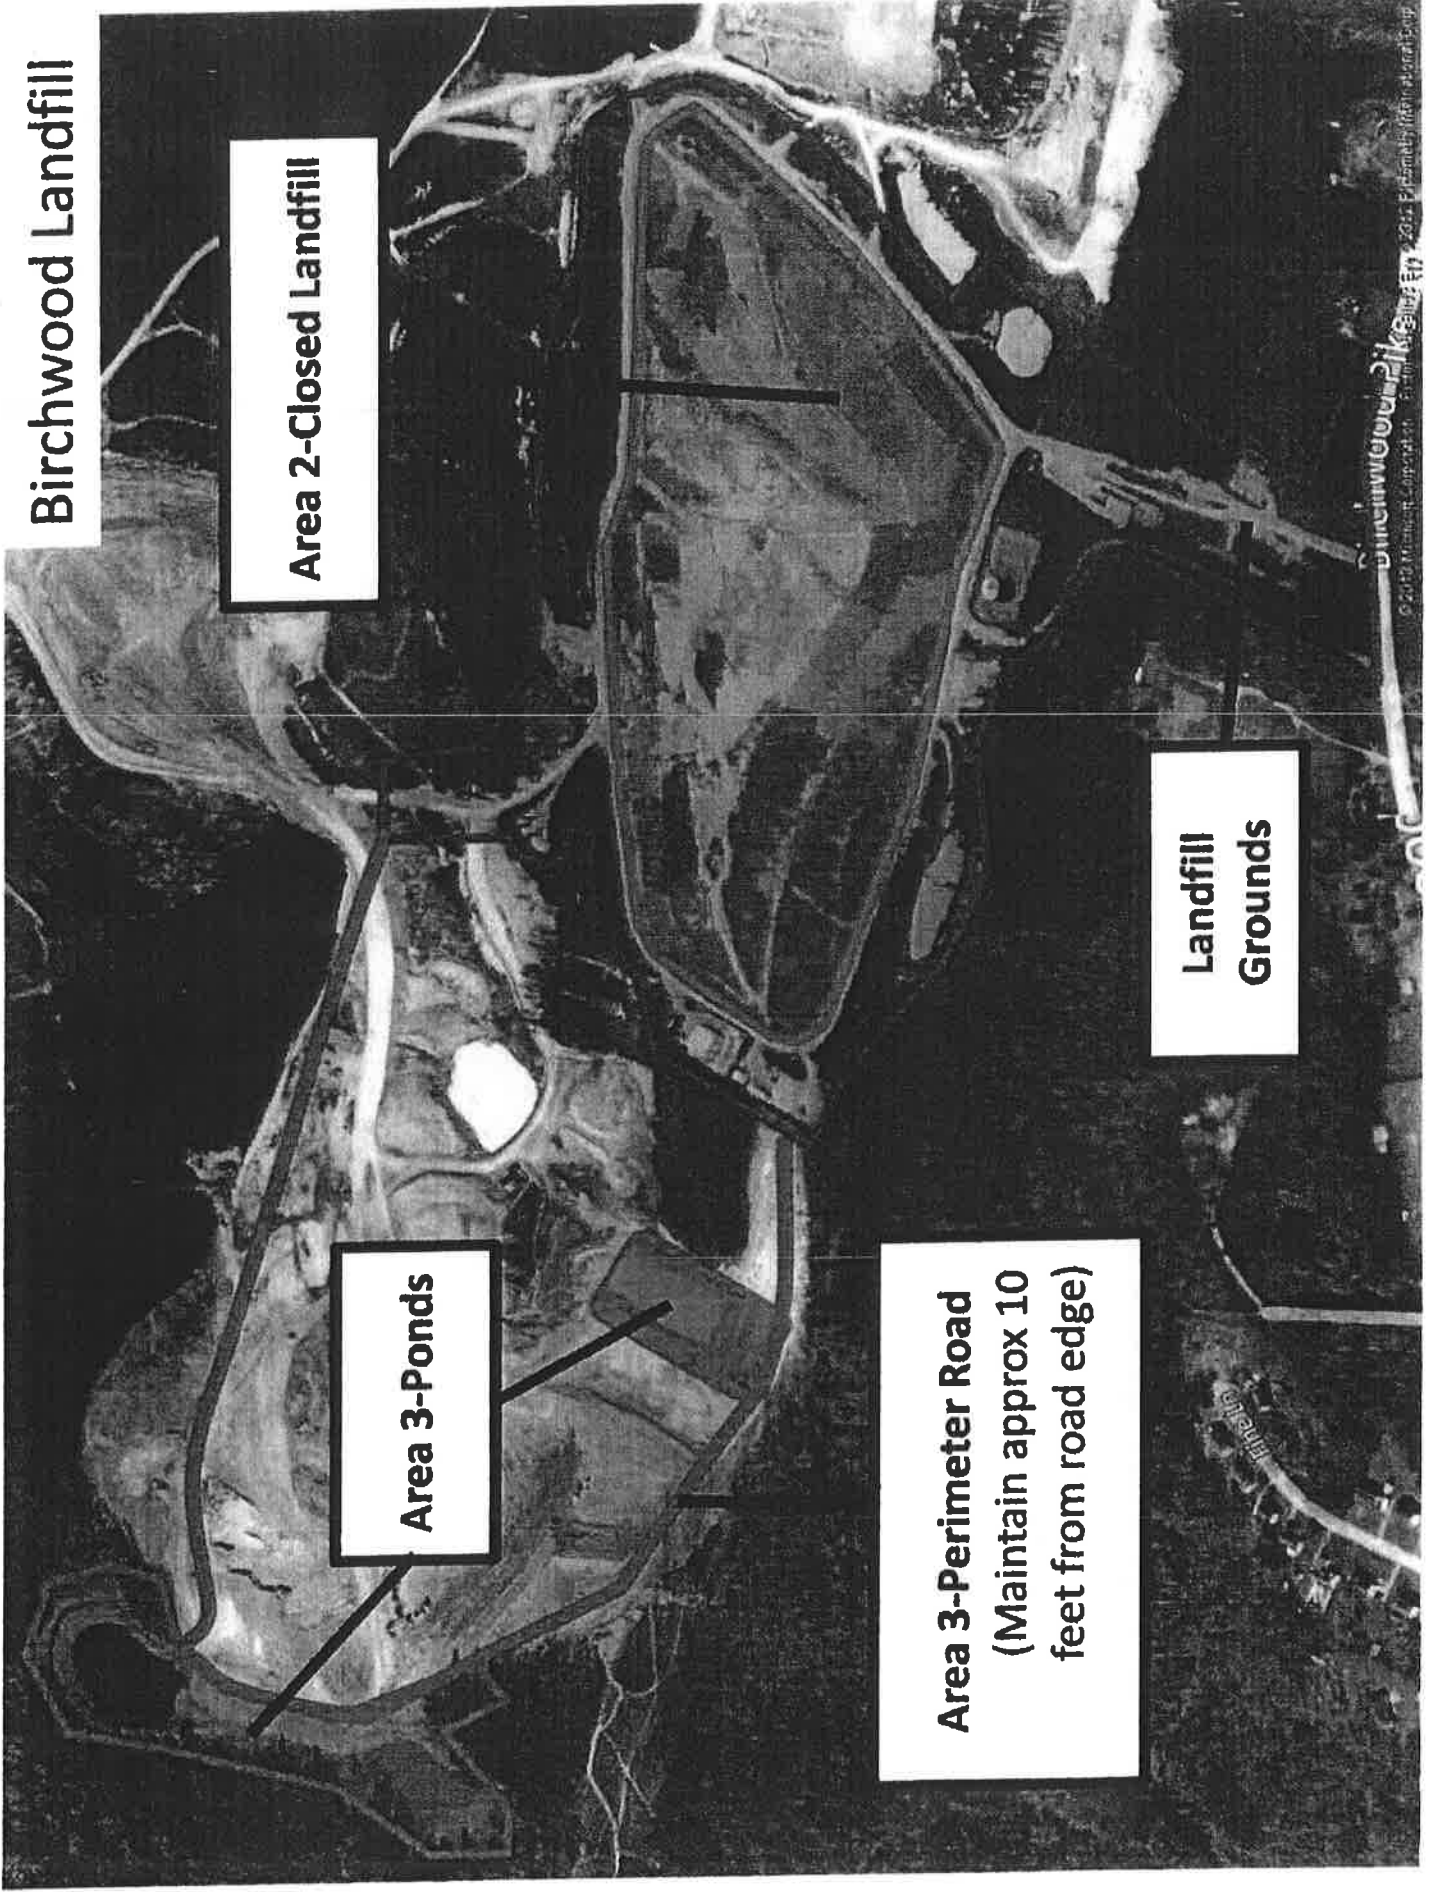 Birchwood Landfill
Area 2-Closed Landfill
Area 3-Ponds
Landfill
Grounds
Area 3-Perimeter Road
(Maintain approx 10
feet from road edge)
Birchwood Pike